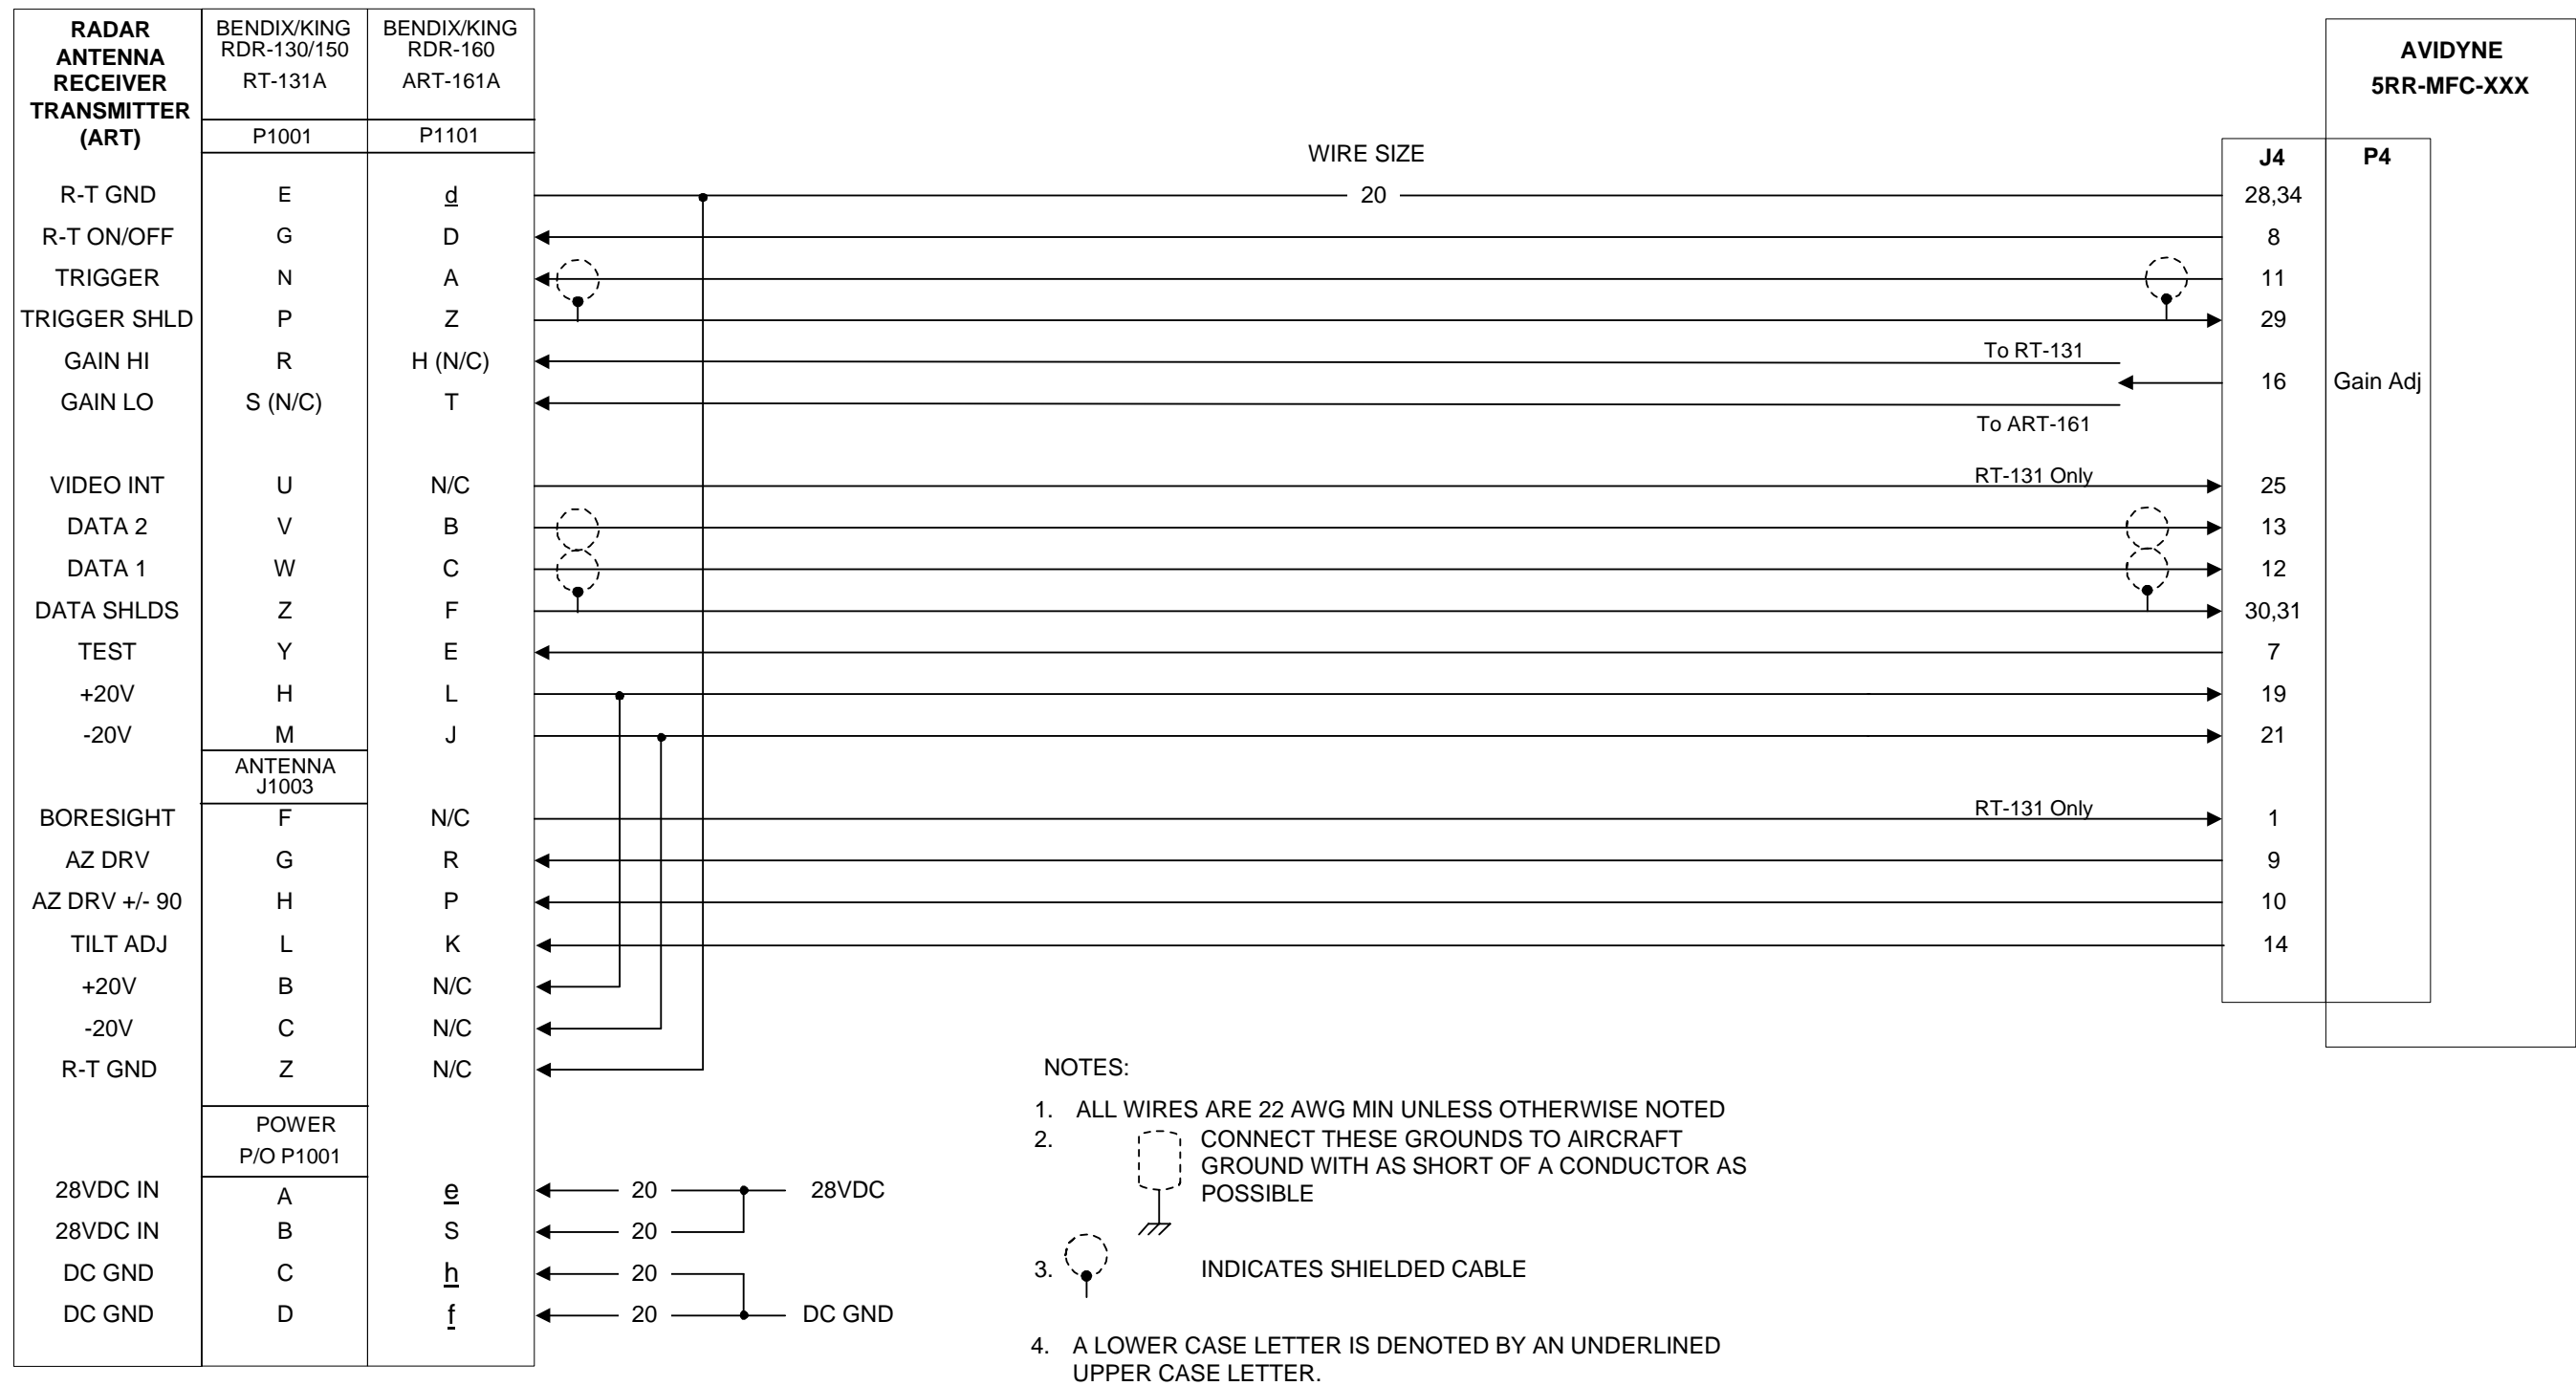 RADAR
ANTENNA
RECEIVER
TRANSMITTER
(ART)
BENDIX/KING
RDR-130/150
RT-131A
P1001
BENDIX/KING
RDR-160
ART-161A
P1101
AVIDYNE
5RR-MFC-XXX
WIRE SIZE
J4 P4
R-T GND E d 20 28,34
R-T ON/OFF G D 8
TRIGGER N A 11
TRIGGER SHLD P Z 29
GAIN HI R H (N/C) To RT-131
16 Gain Adj
GAIN LO S (N/C) T
To ART-161
VIDEO INT U N/C RT-131 Only 25
DATA 2 V B 13
DATA 1 W C 12
DATA SHLDS Z F 30,31
TEST Y E 7
+20V H L 19
-20V M J 21
ANTENNA
J1003
BORESIGHT F N/C RT-131 Only 1
AZ DRV G R 9
AZ DRV +/- 90 H P 10
TILT ADJ L K 14
+20V B N/C
-20V C N/C
R-T GND Z N/C
POWER
P/O P1001
28VDC IN A e 20 28VDC
28VDC IN B S 20
DC GND C h 20
DC GND D f 20 DC GND
NOTES:
1. ALL WIRES ARE 22 AWG MIN UNLESS OTHERWISE NOTED
2. CONNECT THESE GROUNDS TO AIRCRAFT
GROUND WITH AS SHORT OF A CONDUCTOR AS
POSSIBLE
3. INDICATES SHIELDED CABLE
4. A LOWER CASE LETTER IS DENOTED BY AN UNDERLINED
UPPER CASE LETTER.